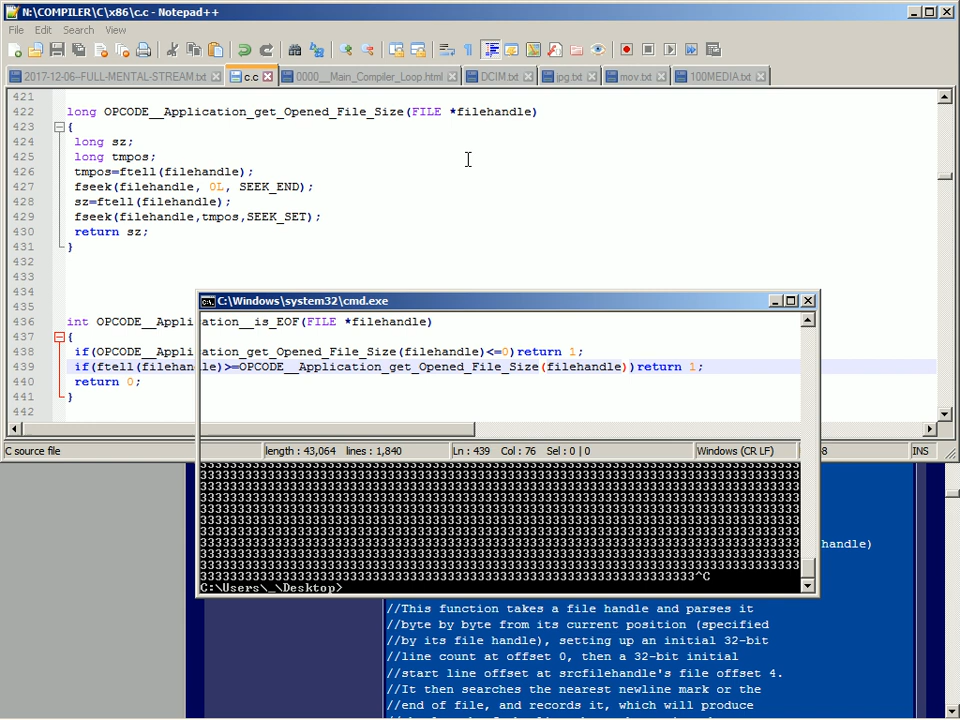 N:\COMPILER\C\x86\c.c - Notepad++
File Edit Search View
2017-12-06--FULL-MENTAL-STREAM.txt c.c 0000__Main_Compiler_Loop.html DCIM.txt jpg.txt mov.txt 100MEDIA.txt
421
422 long OPCODE__Application_get_Opened_File_Size(FILE *filehandle)
423 {
424 long sz;
425 long tmpos;
426 tmpos=ftell(filehandle);
427 fseek(filehandle, 0L, SEEK_END);
428 sz=ftell(filehandle);
429 fseek(filehandle,tmpos,SEEK_SET);
430 return sz;
431 }
432
433
434
435
C:\Windows\system32\cmd.exe
436 int OPCODE__Application__is_EOF(FILE *filehandle)
437 {
438 if(OPCODE__Application_get_Opened_File_Size(filehandle)<=0)return 1;
439 if(ftell(filehandle)>=OPCODE__Application_get_Opened_File_Size(filehandle))return 1;
440 return 0;
441 }
442
C source file length : 43,064 lines : 1,840 Ln : 439 Col : 76 Sel : 0 | 0 Windows (CR LF) 8 INS
^C
C:\Users\_\Desktop>
handle)
//This function takes a file handle and parses it
//byte by byte from its current position (specified
//by its file handle), setting up an initial 32-bit
//line count at offset 0, then a 32-bit initial
//start line offset at srcfilehandle's file offset 4.
//It then searches the nearest newline mark or the
//end of file, and records it, which will produce